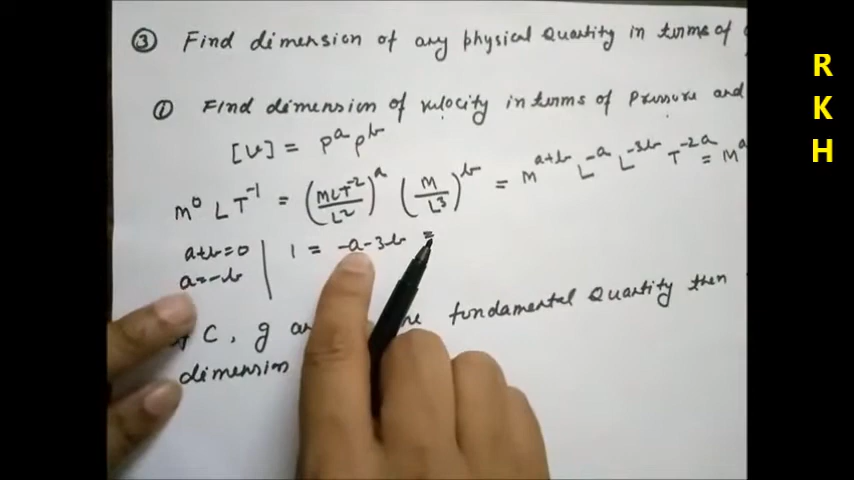 ③ Find dimension of any physical Quantity in terms of
① Find dimension of velocity in terms of Pressure and
[V] = P^a ρ^b
M^0 L T^-1 = (MLT^-2 / L^2)^a (M / L^3)^b = M^a+b L^-a L^-3b T^-2a = M^a
a+b=0 | 1 = -a-3b =
a=-b
C, g fundamental Quantity then
dimension
R
K
H